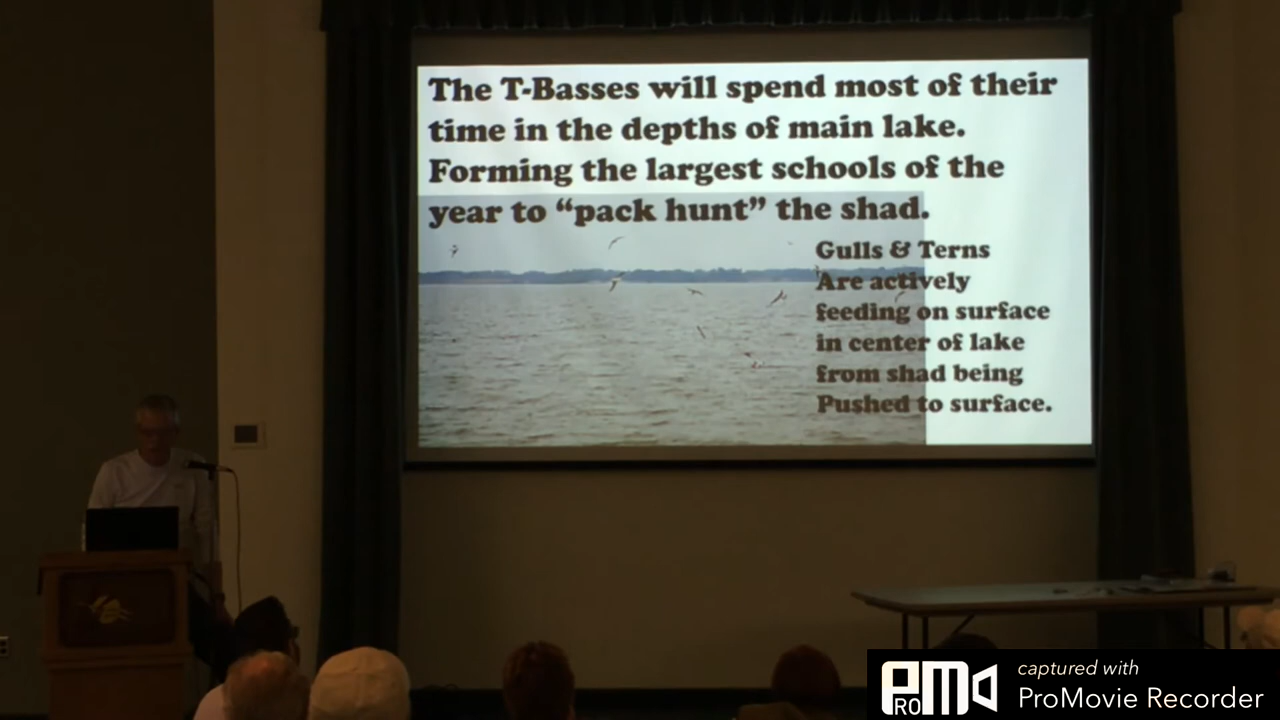 The T-Basses will spend most of their
time in the depths of main lake.
Forming the largest schools of the
year to “pack hunt” the shad.
Gulls & Terns
Are actively
feeding on surface
in center of lake
from shad being
Pushed to surface.
PRO M
captured with
ProMovie Recorder